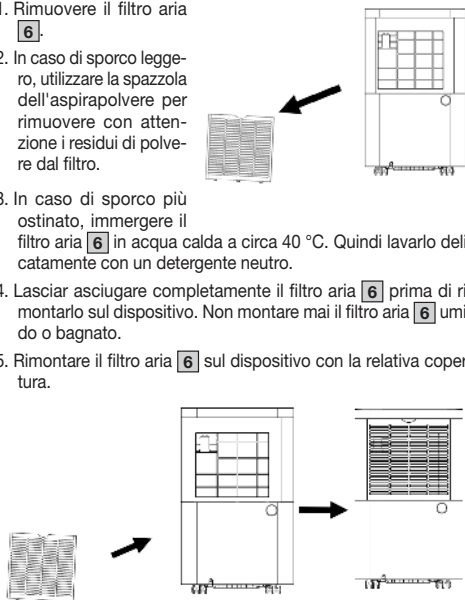 1. Rimuovere il filtro aria
6.
2. In caso di sporco legge-
ro, utilizzare la spazzola
dell'aspirapolvere per
rimuovere con atten-
zione i residui di polve-
re dal filtro.
3. In caso di sporco più
ostinato, immergere il
filtro aria 6 in acqua calda a circa 40 °C. Quindi lavarlo deli
catamente con un detergente neutro.
4. Lasciar asciugare completamente il filtro aria 6 prima di ri
montarlo sul dispositivo. Non montare mai il filtro aria 6 umi
do o bagnato.
5. Rimontare il filtro aria 6 sul dispositivo con la relativa coper
tura.